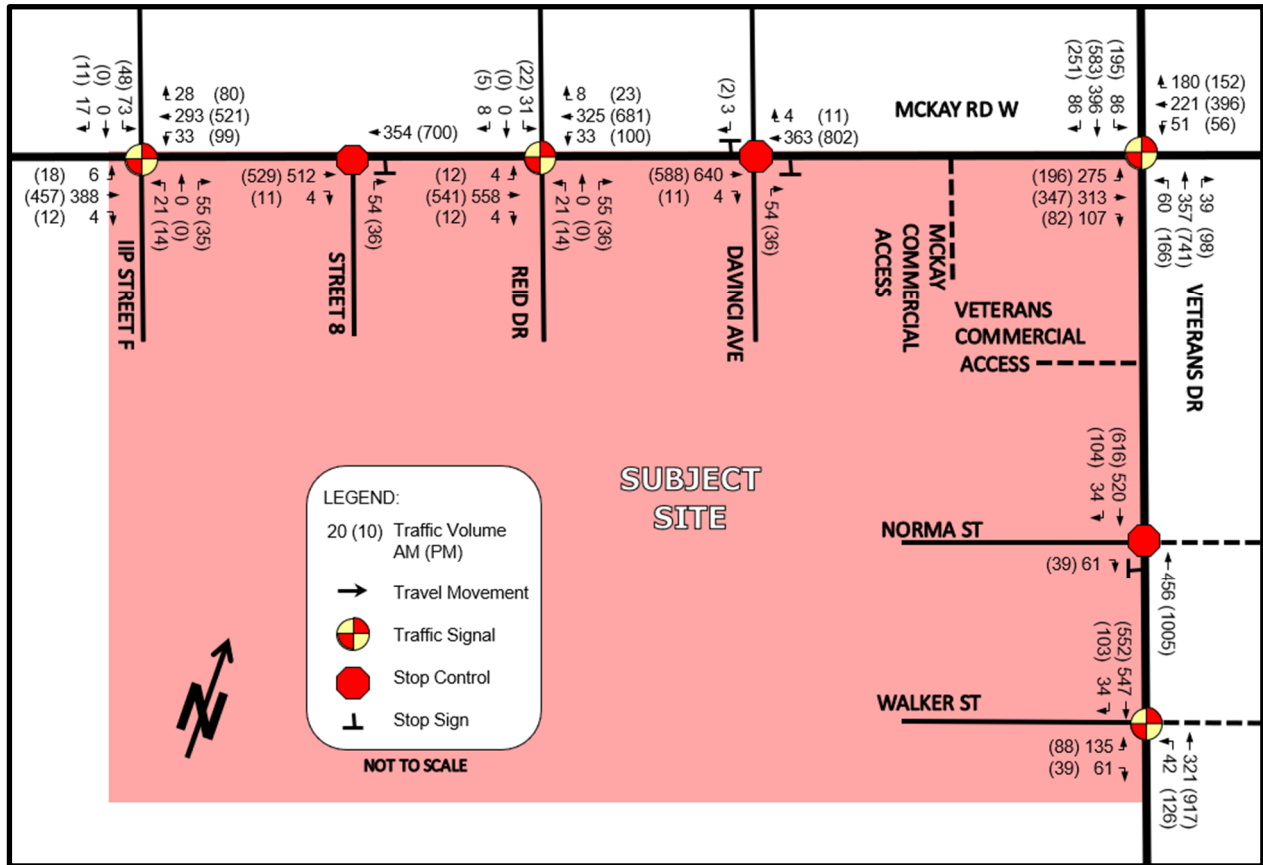 (11) 17
(0) 0
(48) 73
28 (80)
293 (521)
33 (99)
354 (700)
(5) 8
(0) 0
(22) 31
8 (23)
325 (681)
33 (100)
(2) 3
4 (11)
363 (802)
MCKAY RD W
(251) 86
(583) 396
(195) 86
180 (152)
221 (396)
51 (56)
(18) 6
(457) 388
(12) 4
21 (14)
0 (0)
55 (35)
(529) 512
(11) 4
54 (36)
(12) 4
(541) 558
(12) 4
21 (14)
0 (0)
55 (36)
(588) 640
(11) 4
54 (36)
(196) 275
(347) 313
(82) 107
60 (166)
357 (741)
39 (98)
IIP STREET F
STREET 8
REID DR
DAVINCI AVE
MCKAY
COMMERCIAL
ACCESS
VETERANS
COMMERCIAL
ACCESS
VETERANS DR
SUBJECT
SITE
(104) 34
(616) 520
NORMA ST
(39) 61
456 (1005)
(103) 34
(552) 547
WALKER ST
(88) 135
(39) 61
42 (126)
321 (917)
LEGEND:
20 (10) Traffic Volume
AM (PM)
Travel Movement
Traffic Signal
Stop Control
Stop Sign
NOT TO SCALE
N